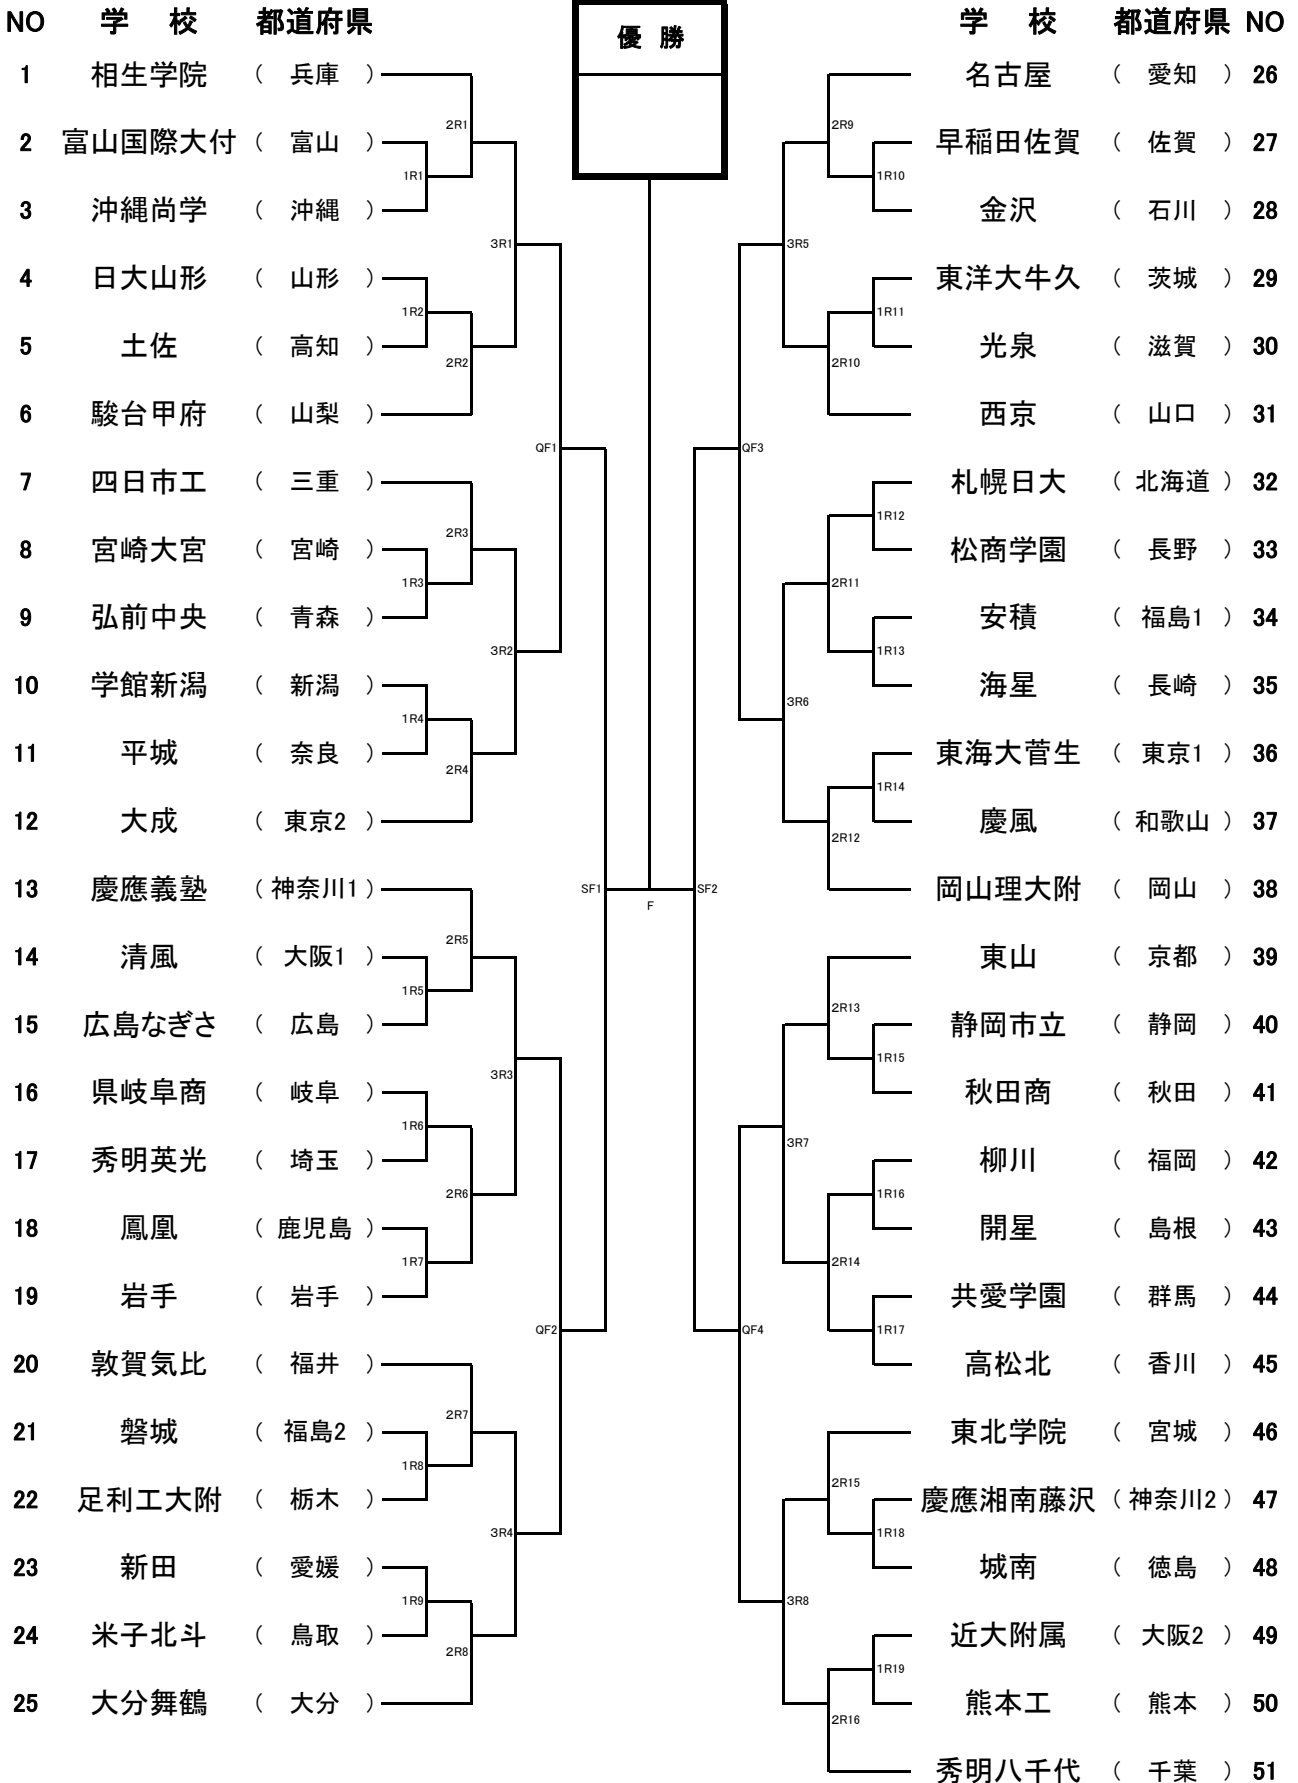 NO 学 校 都道府県
優 勝
学 校 都道府県 NO
1 相生学院 ( 兵庫 )
2R1
2 富山国際大付 ( 富山 )
1R1
3 沖縄尚学 ( 沖縄 )
3R1
4 日大山形 ( 山形 )
1R2
5 土佐 ( 高知 )
2R2
6 駿台甲府 ( 山梨 )
QF1
7 四日市工 ( 三重 )
2R3
8 宮崎大宮 ( 宮崎 )
1R3
9 弘前中央 ( 青森 )
3R2
10 学館新潟 ( 新潟 )
1R4
11 平城 ( 奈良 )
2R4
12 大成 ( 東京2 )
13 慶應義塾 ( 神奈川1 )
SF1
F
SF2
2R5
14 清風 ( 大阪1 )
1R5
15 広島なぎさ ( 広島 )
3R3
16 県岐阜商 ( 岐阜 )
1R6
17 秀明英光 ( 埼玉 )
2R6
18 鳳凰 ( 鹿児島 )
1R7
19 岩手 ( 岩手 )
QF2
20 敦賀気比 ( 福井 )
2R7
21 磐城 ( 福島2 )
1R8
22 足利工大附 ( 栃木 )
3R4
23 新田 ( 愛媛 )
1R9
24 米子北斗 ( 鳥取 )
2R8
25 大分舞鶴 ( 大分 )
名古屋 ( 愛知 ) 26
2R9
早稲田佐賀 ( 佐賀 ) 27
1R10
金沢 ( 石川 ) 28
3R5
東洋大牛久 ( 茨城 ) 29
1R11
光泉 ( 滋賀 ) 30
2R10
西京 ( 山口 ) 31
QF3
札幌日大 ( 北海道 ) 32
1R12
松商学園 ( 長野 ) 33
2R11
安積 ( 福島1 ) 34
1R13
海星 ( 長崎 ) 35
3R6
東海大菅生 ( 東京1 ) 36
1R14
慶風 ( 和歌山 ) 37
2R12
岡山理大附 ( 岡山 ) 38
東山 ( 京都 ) 39
2R13
静岡市立 ( 静岡 ) 40
1R15
秋田商 ( 秋田 ) 41
3R7
柳川 ( 福岡 ) 42
1R16
開星 ( 島根 ) 43
2R14
共愛学園 ( 群馬 ) 44
1R17
QF4
高松北 ( 香川 ) 45
東北学院 ( 宮城 ) 46
2R15
慶應湘南藤沢 ( 神奈川2 ) 47
1R18
城南 ( 徳島 ) 48
3R8
近大附属 ( 大阪2 ) 49
1R19
熊本工 ( 熊本 ) 50
2R16
秀明八千代 ( 千葉 ) 51